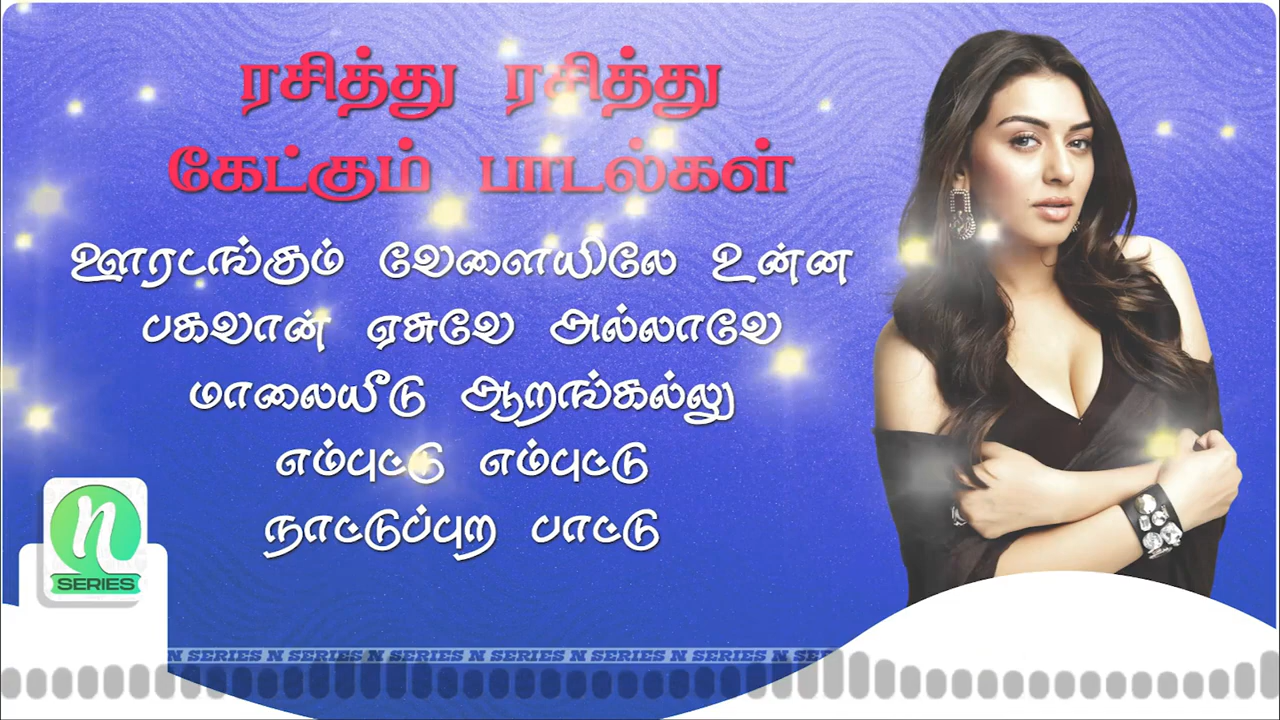 ரசித்து ரசித்து
கேட்கும் பாடல்கள்
ஊரடங்கும் வேளையிலே உன்ன
பகவான் ஏசுவே அல்லாவே
மாலையீடு ஆறங்கல்லு
எம்புட்டு எம்புட்டு
நாட்டுப்புற பாட்டு
n
SERIES
N SERIES N SERIES N SERIES N SERIES N SERIES N SERIES N SE